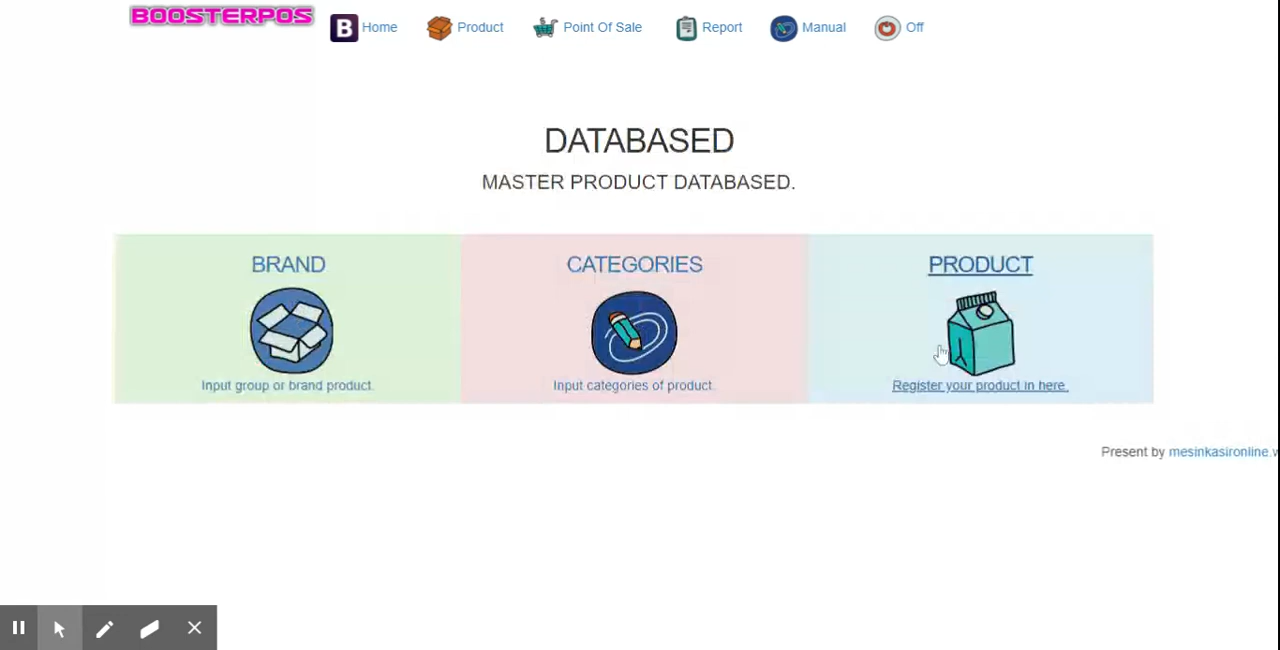 BOOSTERPOS
B Home Product Point Of Sale Report Manual Off
DATABASED
MASTER PRODUCT DATABASED.
BRAND CATEGORIES PRODUCT
Input group or brand product. Input categories of product. Register your product in here.
Present by mesinkasironline.w